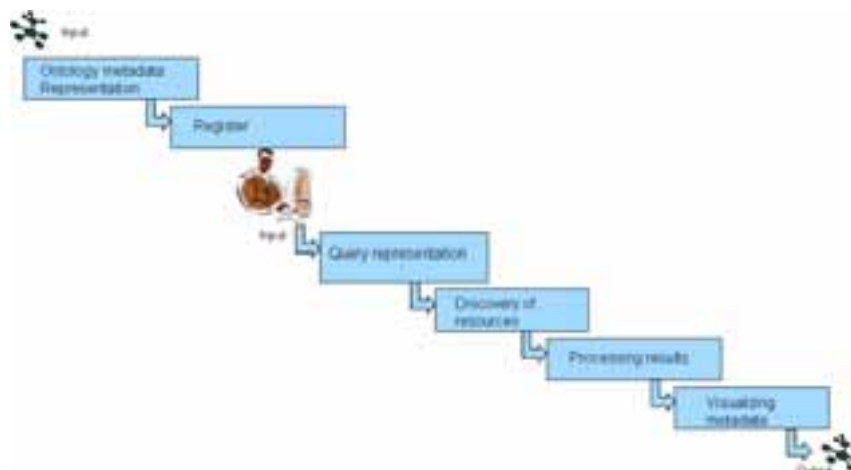 Input
Ontology metadata
Representation
Register
Input
Query representation
Discovery of
resources
Processing results
Visualizing
metadata
Output